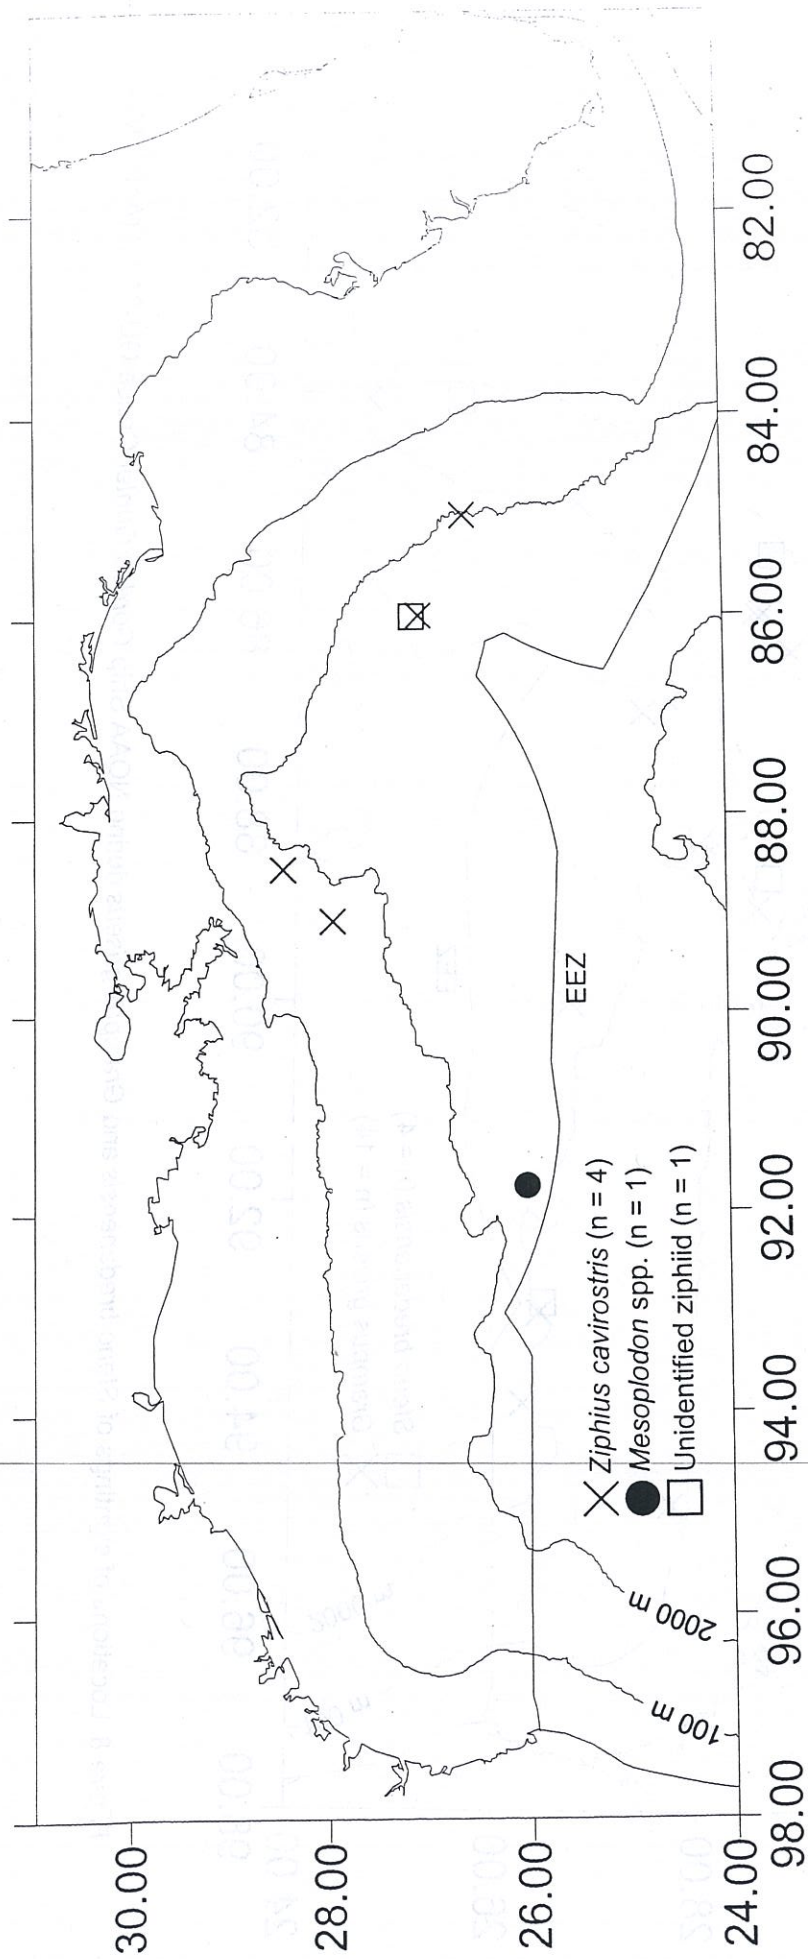 30.00
28.00
26.00
24.00
98.00
96.00
94.00
92.00
90.00
88.00
86.00
84.00
82.00
EEZ
100 m
2000 m
Ziphius cavirostris (n = 4)
Mesoplodon spp. (n = 1)
Unidentified ziphiid (n = 1)